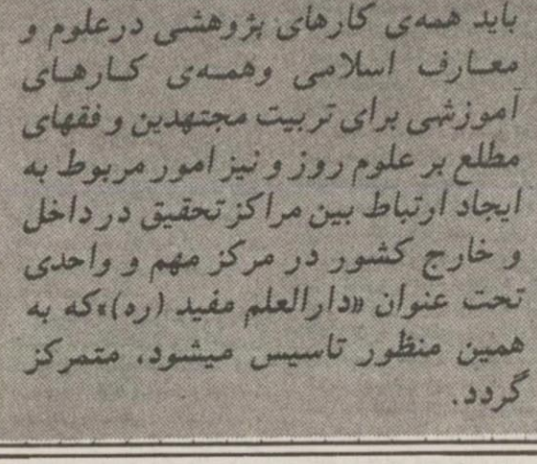 باید همه‌ی کارهای پژوهشی درعلوم و
معارف اسلامی وهمه‌ی کارهای
آموزشی برای تربیت مجتهدین و فقهای
مطلع بر علوم روز و نیز امور مربوط به
ایجاد ارتباط بین مراکز تحقیق در داخل
و خارج کشور در مرکز مهم و واحدی
تحت عنوان «دارالعلم مفید (ره)»که به
همین منظور تاسیس میشود، متمرکز
گردد.